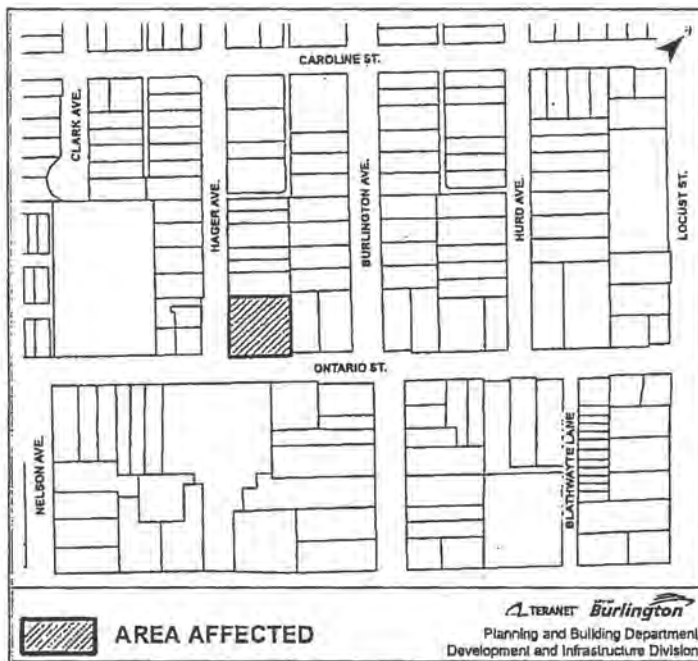 CAROLINE ST.
CLARK AVE.
HAGER AVE.
BURLINGTON AVE.
HURD AVE.
LOCUST ST.
ONTARIO ST.
NELSON AVE.
BLATHWAYTE LANE
AREA AFFECTED
TERANET Burlington
Planning and Building Department
Development and Infrastructure Division